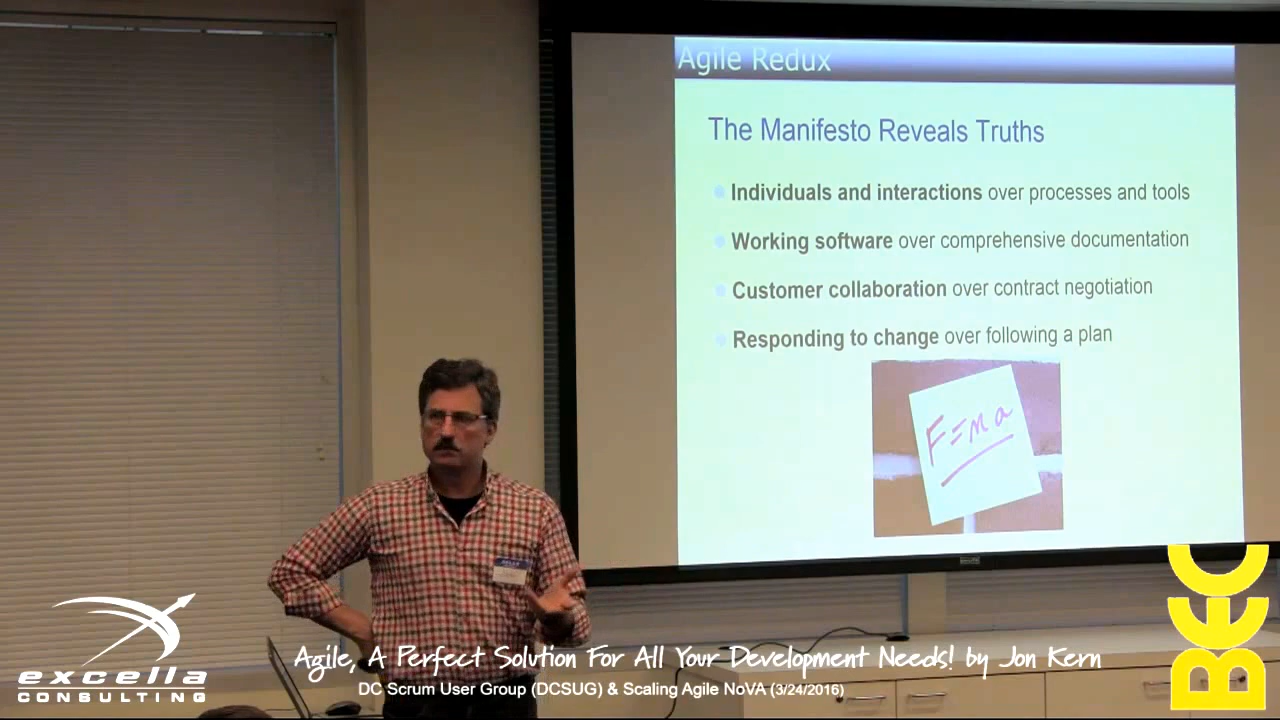 Agile Redux
The Manifesto Reveals Truths
Individuals and interactions over processes and tools
Working software over comprehensive documentation
Customer collaboration over contract negotiation
Responding to change over following a plan
F=ma
excella
CONSULTING
Agile, A Perfect Solution For All Your Development Needs! by Jon Kern
DC Scrum User Group (DCSUG) & Scaling Agile NoVA (3/24/2016)